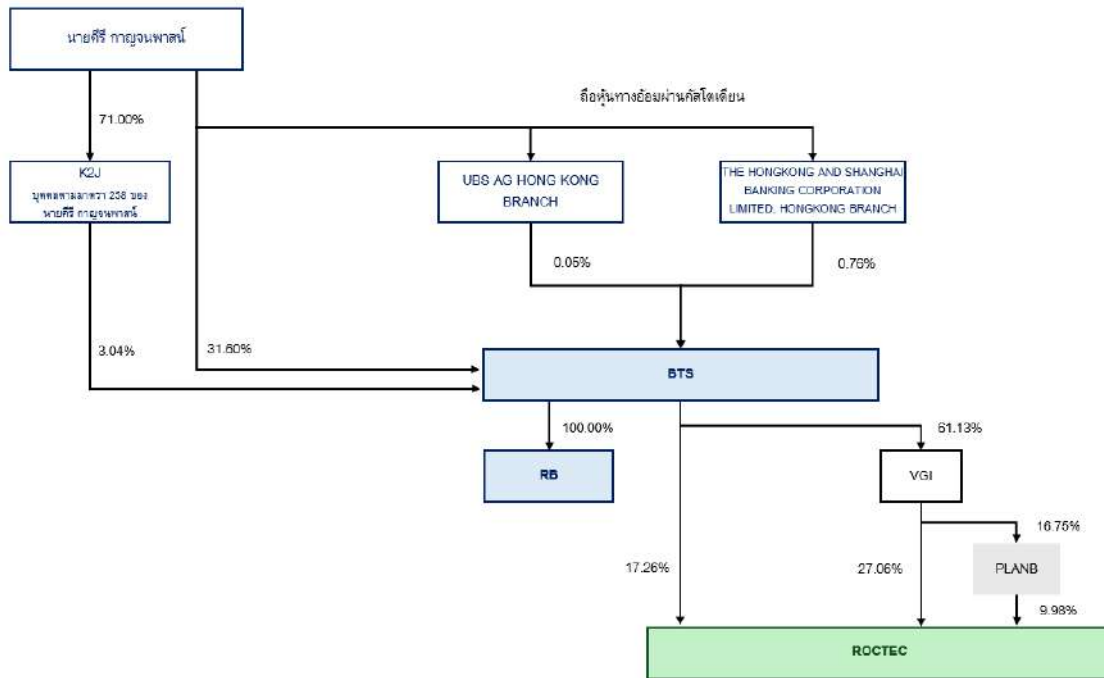 นายคีรี กาญจนพาสน์
ถือหุ้นทางอ้อมผ่านคัสโตเดียน
71.00%
K2J
บุคคลตามมาตรา 258 ของ
นายคีรี กาญจนพาสน์
UBS AG HONG KONG
BRANCH
THE HONGKONG AND SHANGHAI
BANKING CORPORATION
LIMITED, HONGKONG BRANCH
0.05%
0.76%
3.04%
31.60%
BTS
100.00%
61.13%
RB
VGI
16.75%
17.26%
27.06%
PLANB
9.98%
ROCTEC